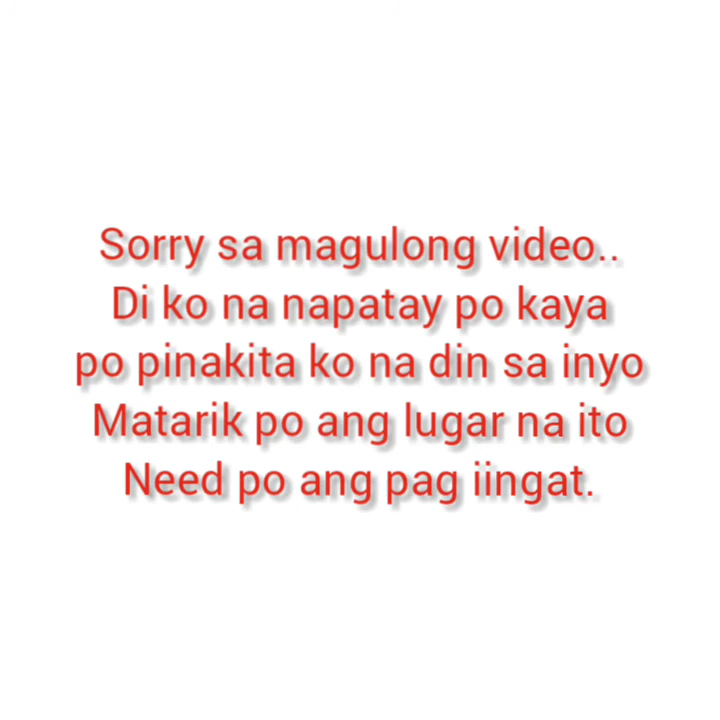 Sorry sa magulong video..
Di ko na napatay po kaya
po pinakita ko na din sa inyo
Matarik po ang lugar na ito
Need po ang pag iingat.